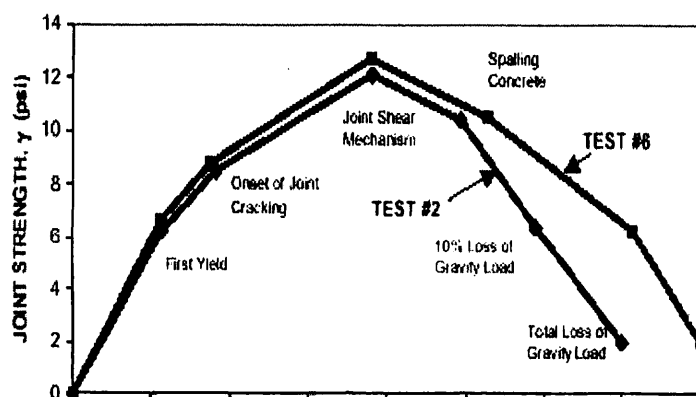 14
12
10
8
6
4
2
0
JOINT STRENGTH, γ (psi)
Spalling
Concrete
Joint Shear
Mechanism
TEST #6
Onset of Joint
Cracking
TEST #2
First Yield
10% Loss of
Gravity Load
Total Loss of
Gravity Load